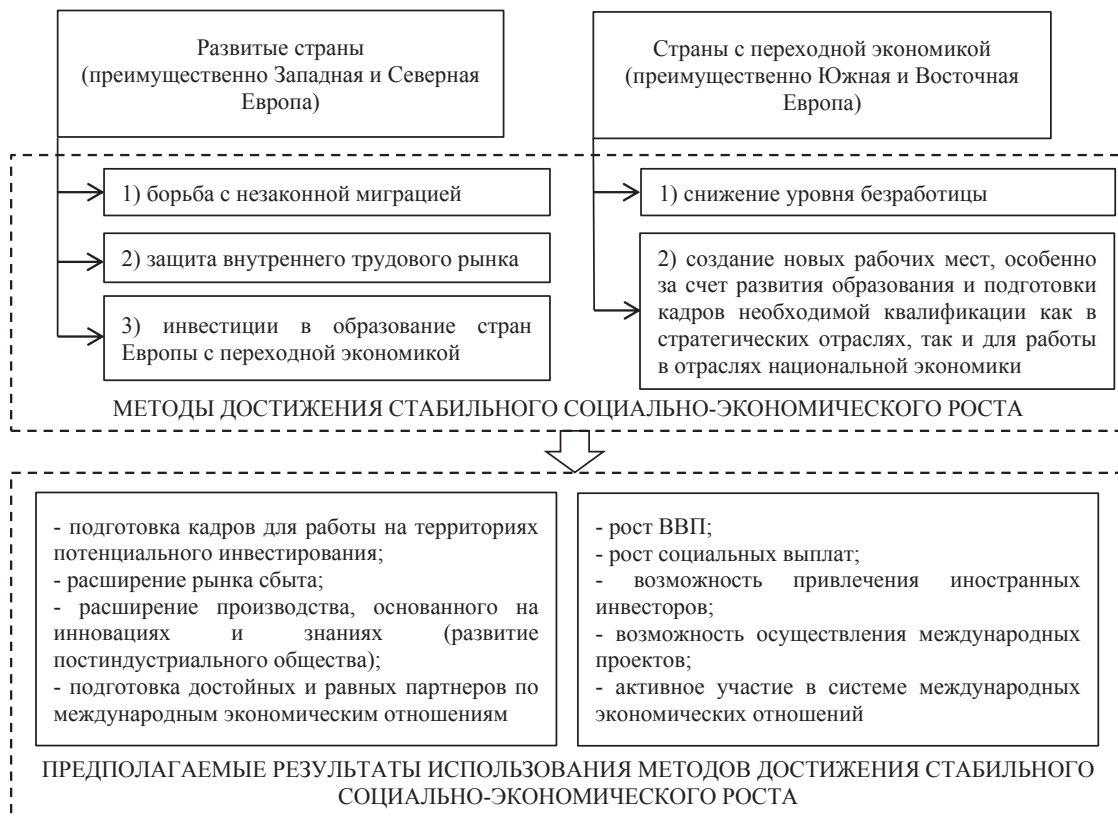 Развитые страны
(преимущественно Западная и Северная
Европа)
Страны с переходной экономикой
(преимущественно Южная и Восточная
Европа)
1) борьба с незаконной миграцией
2) защита внутреннего трудового рынка
3) инвестиции в образование стран
Европы с переходной экономикой
1) снижение уровня безработицы
2) создание новых рабочих мест, особенно
за счет развития образования и подготовки
кадров необходимой квалификации как в
стратегических отраслях, так и для работы
в отраслях национальной экономики
МЕТОДЫ ДОСТИЖЕНИЯ СТАБИЛЬНОГО СОЦИАЛЬНО-ЭКОНОМИЧЕСКОГО РОСТА
- подготовка кадров для работы на территориях
потенциального инвестирования;
- расширение рынка сбыта;
- расширение производства, основанного на
инновациях и знаниях (развитие
постиндустриального общества);
- подготовка достойных и равных партнеров по
международным экономическим отношениям
- рост ВВП;
- рост социальных выплат;
- возможность привлечения иностранных
инвесторов;
- возможность осуществления международных
проектов;
- активное участие в системе международных
экономических отношений
ПРЕДПОЛАГАЕМЫЕ РЕЗУЛЬТАТЫ ИСПОЛЬЗОВАНИЯ МЕТОДОВ ДОСТИЖЕНИЯ СТАБИЛЬНОГО
СОЦИАЛЬНО-ЭКОНОМИЧЕСКОГО РОСТА